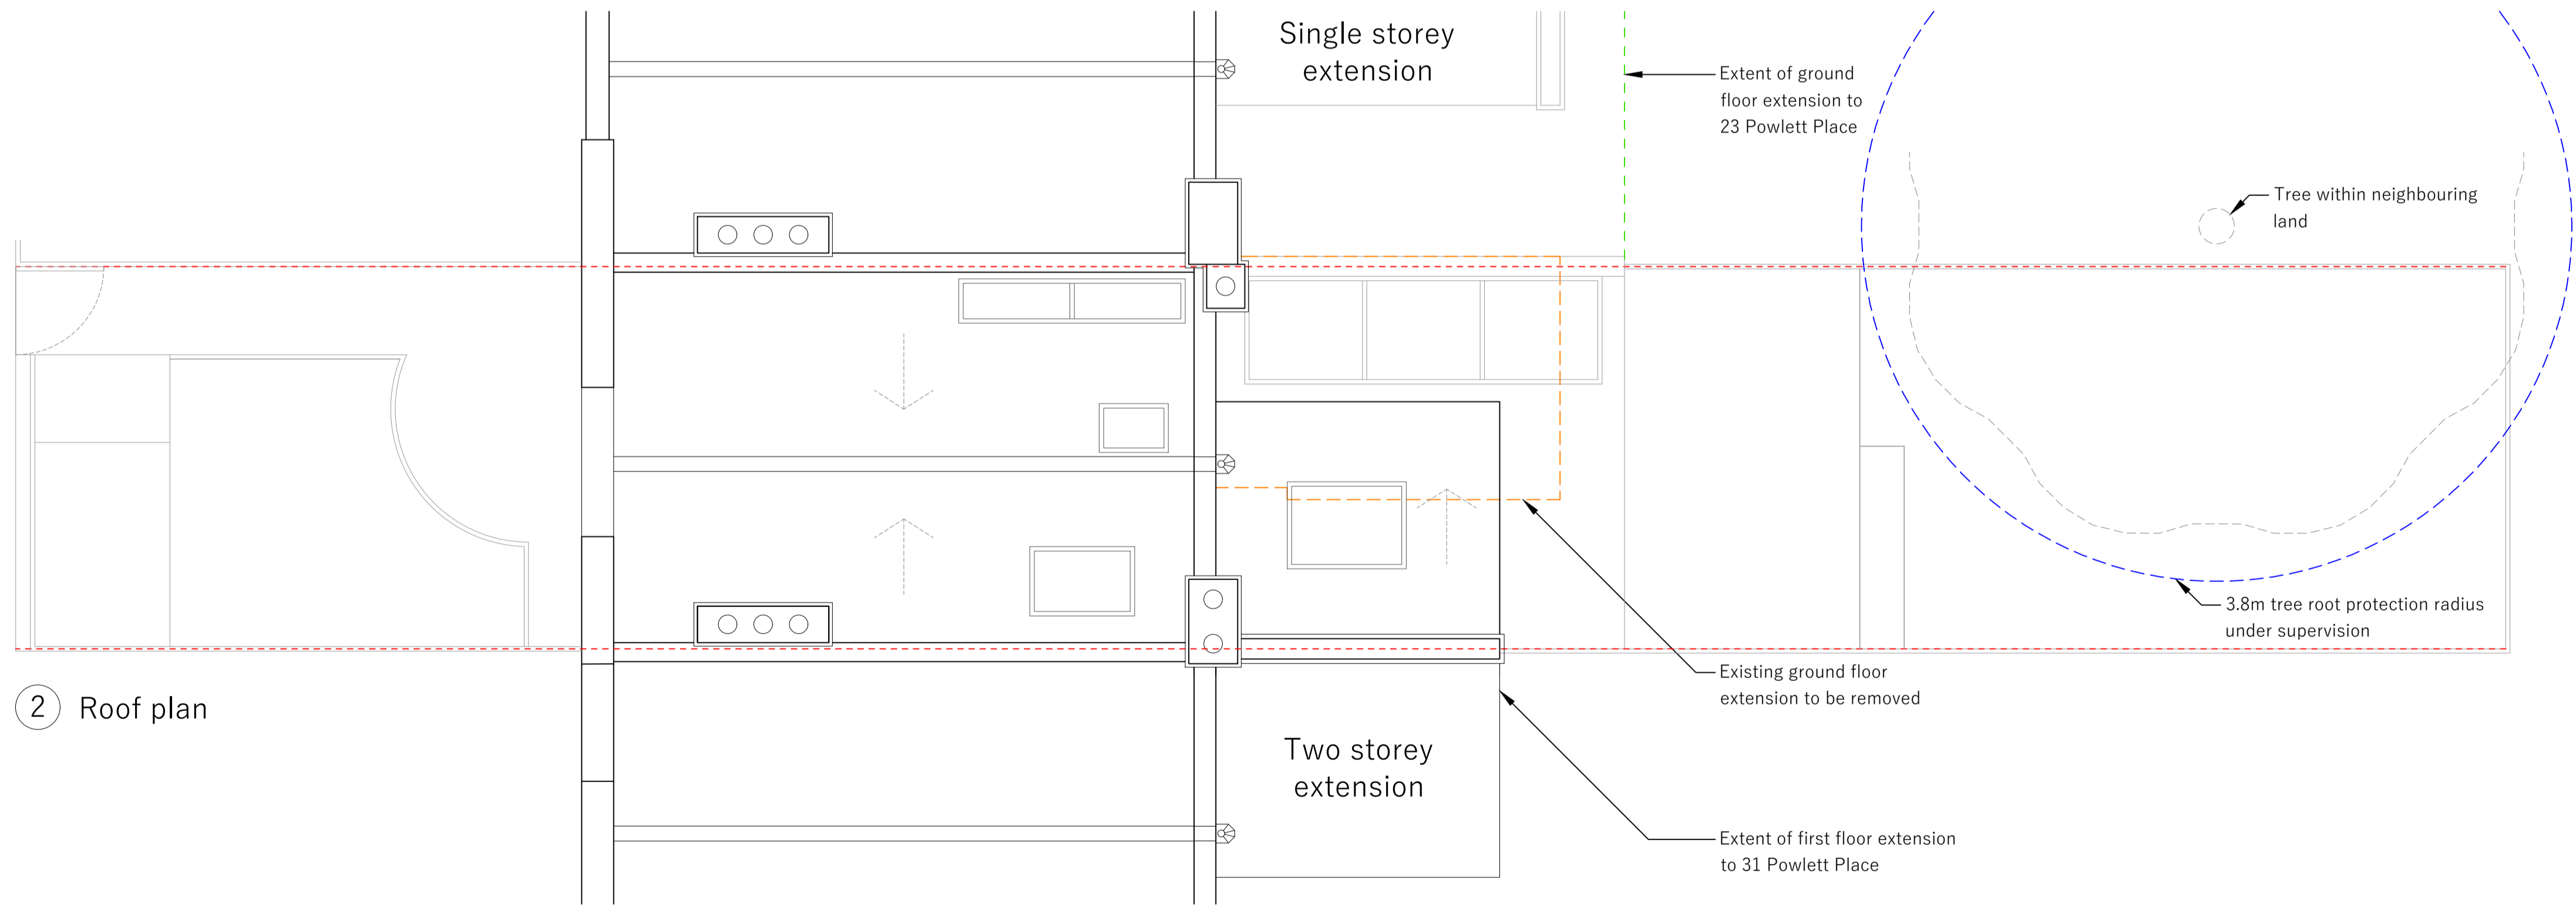 Single storey
extension
Extent of ground
floor extension to
23 Powlett Place
Tree within neighbouring
land
3.8m tree root protection radius
under supervision
Existing ground floor
extension to be removed
2 Roof plan
Two storey
extension
Extent of first floor extension
to 31 Powlett Place